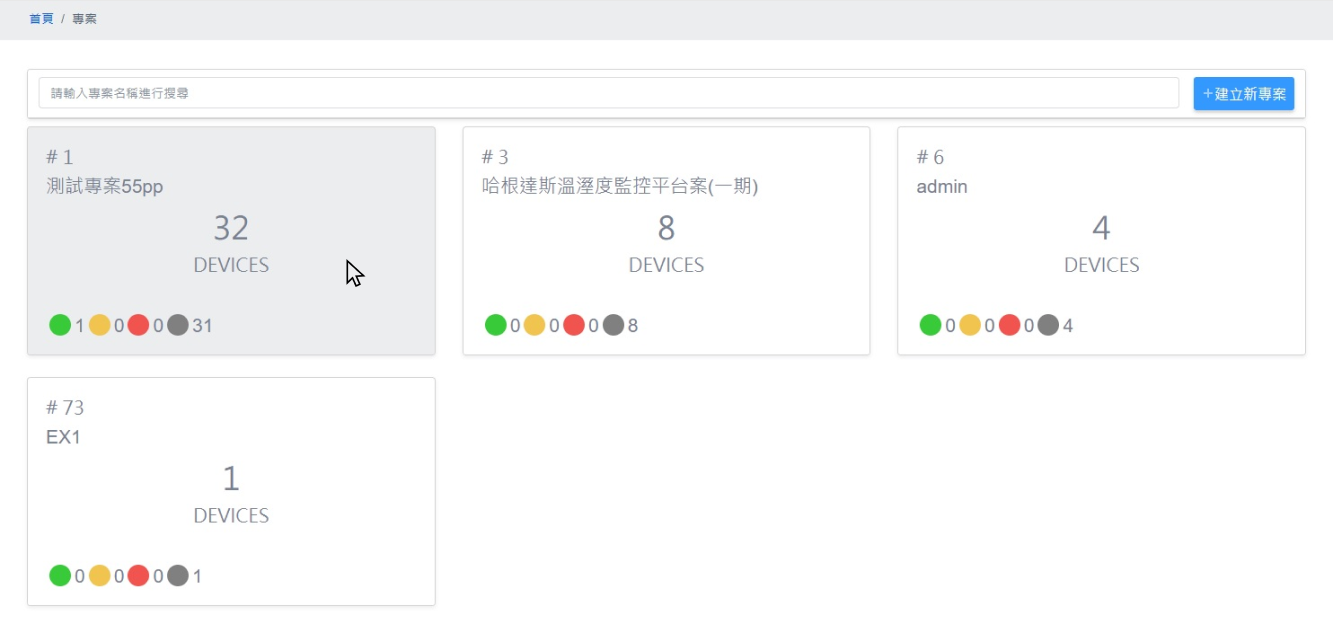 首頁 / 專案
請輸入專案名稱進行搜尋
+建立新專案
# 1
測試專案55pp
32
DEVICES
1 0 0 31
# 3
哈根達斯溫溼度監控平台案(一期)
8
DEVICES
0 0 0 8
# 6
admin
4
DEVICES
0 0 0 4
# 73
EX1
1
DEVICES
0 0 0 1